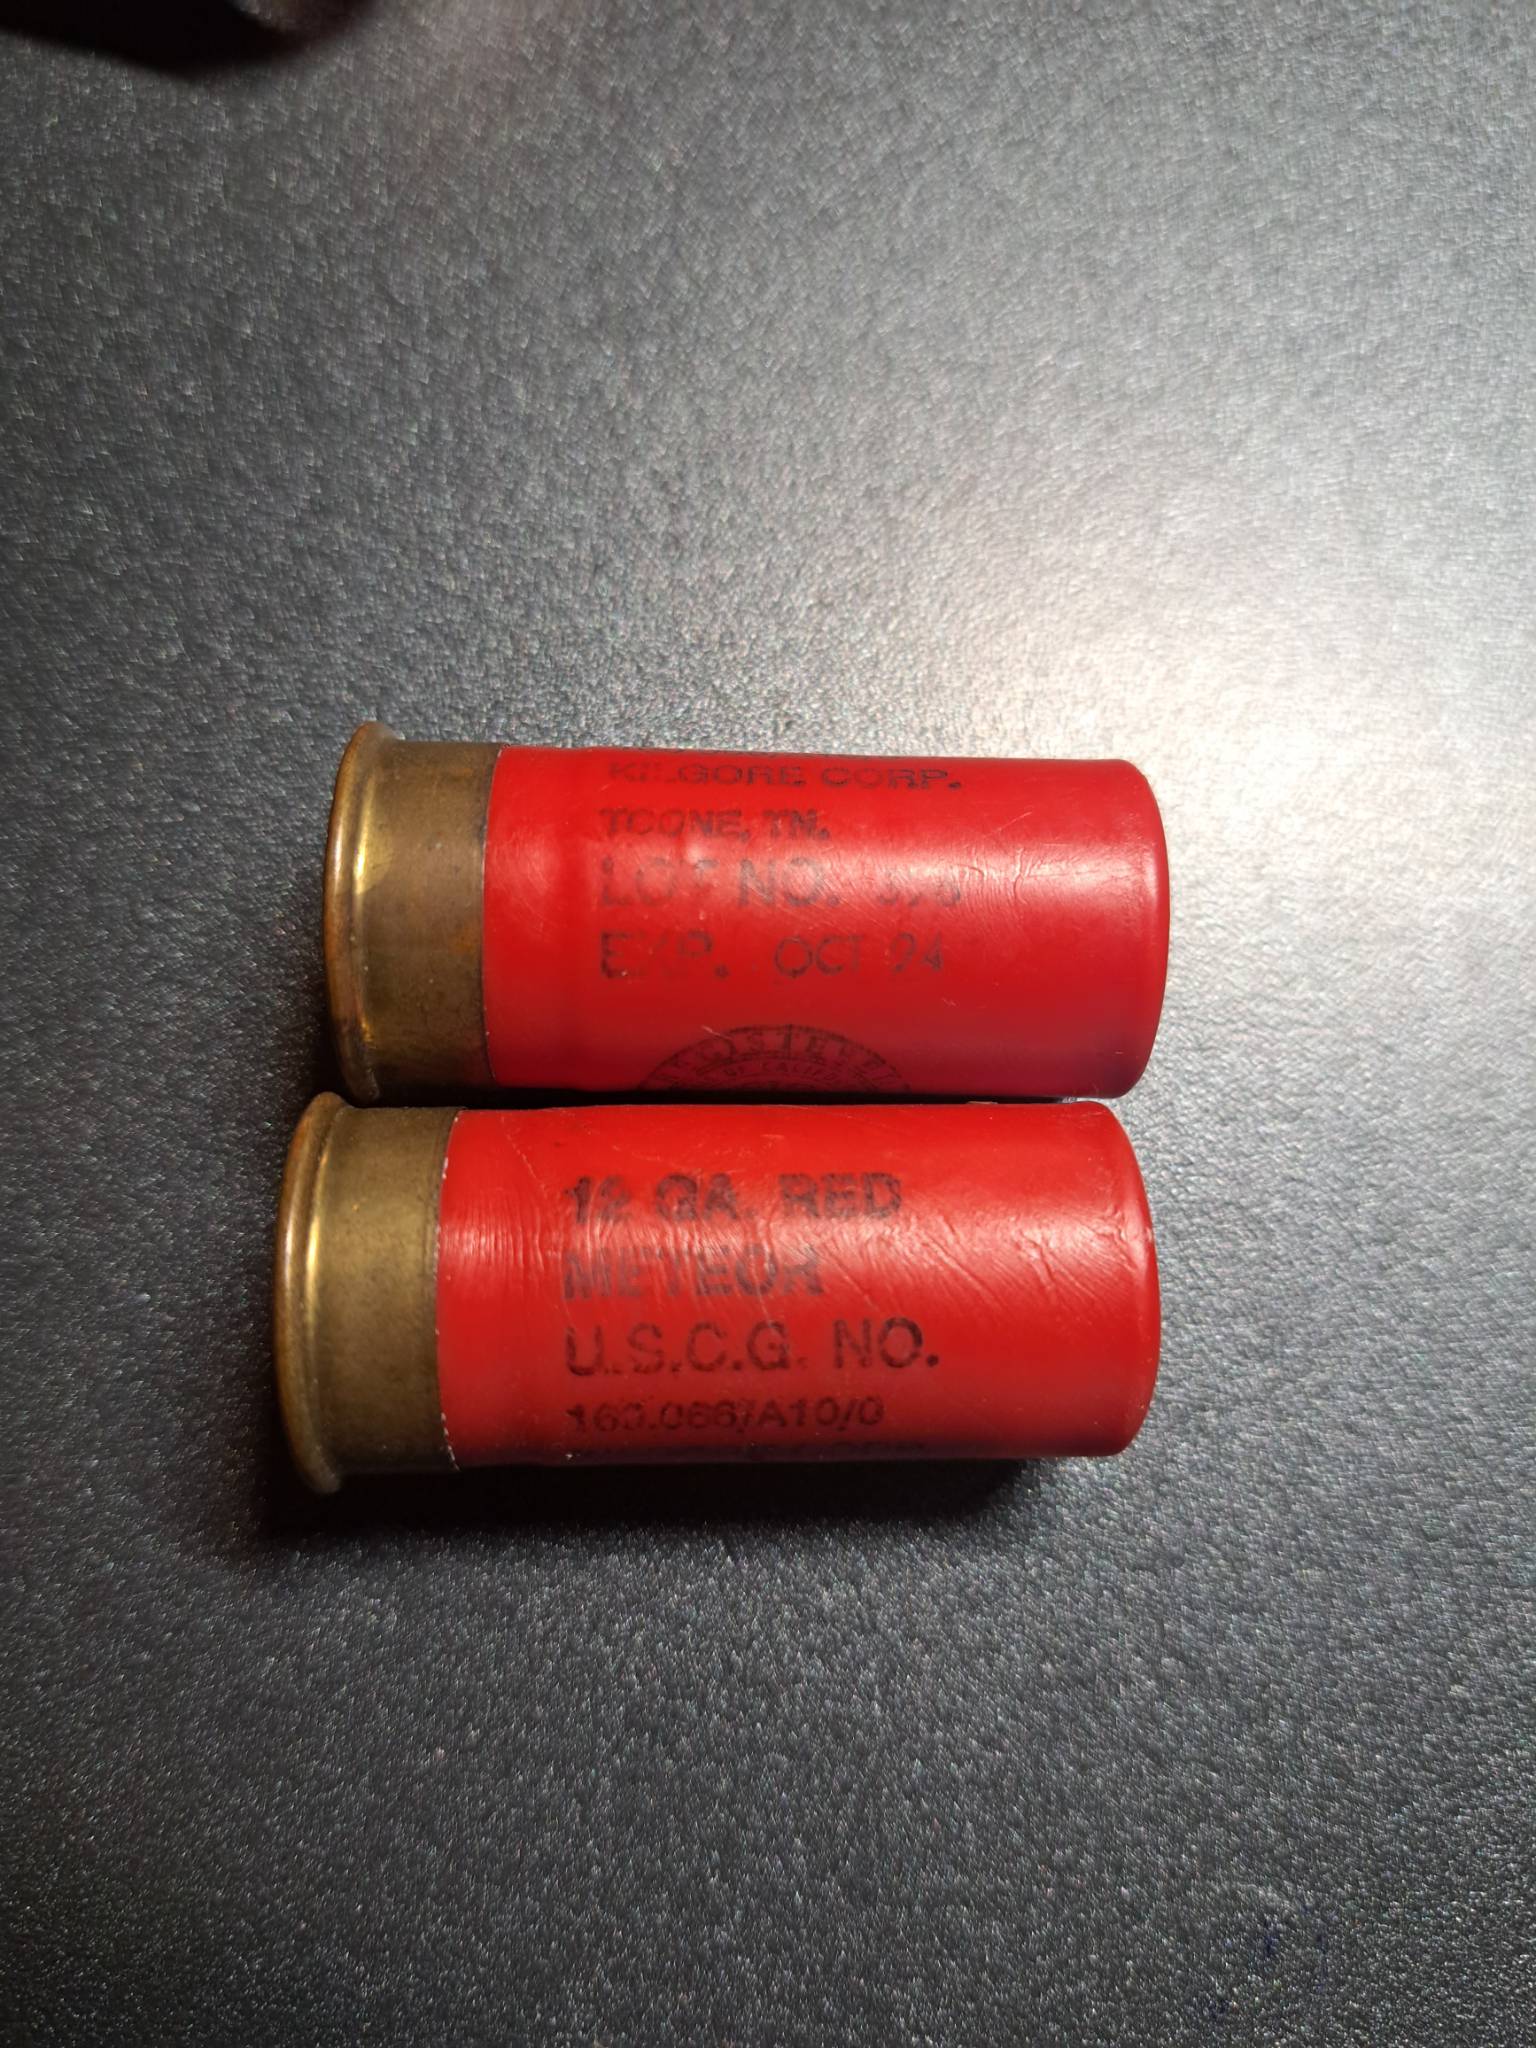 KILGORE CORP.
TOONE, TN.
LOT NO.
EXP. OCT 94
12 GA. RED
METEOR
U.S.C.G. NO.
160.066/A10/0